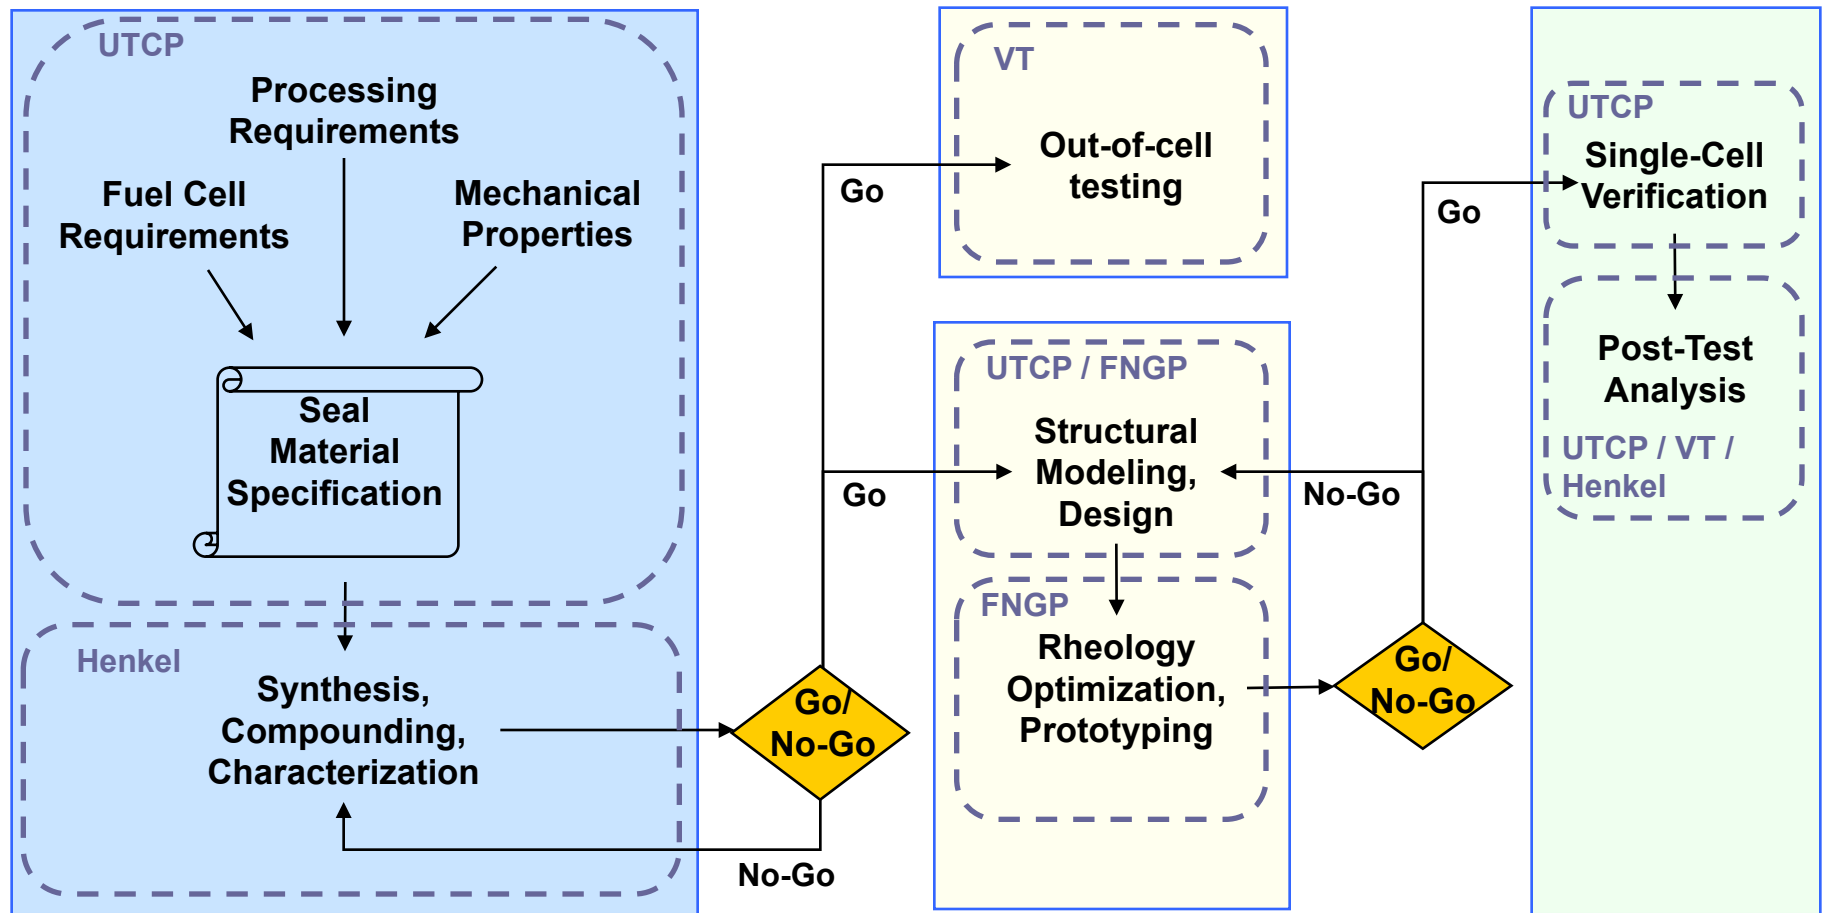 UTCP
Processing
Requirements
Fuel Cell
Requirements
Mechanical
Properties
Seal
Material
Specification
Henkel
Synthesis,
Compounding,
Characterization
Go/
No-Go
No-Go
Go
Go
VT
Out-of-cell
testing
UTCP / FNGP
Structural
Modeling,
Design
FNGP
Rheology
Optimization,
Prototyping
Go/
No-Go
No-Go
Go
UTCP
Single-Cell
Verification
Post-Test
Analysis
UTCP / VT /
Henkel